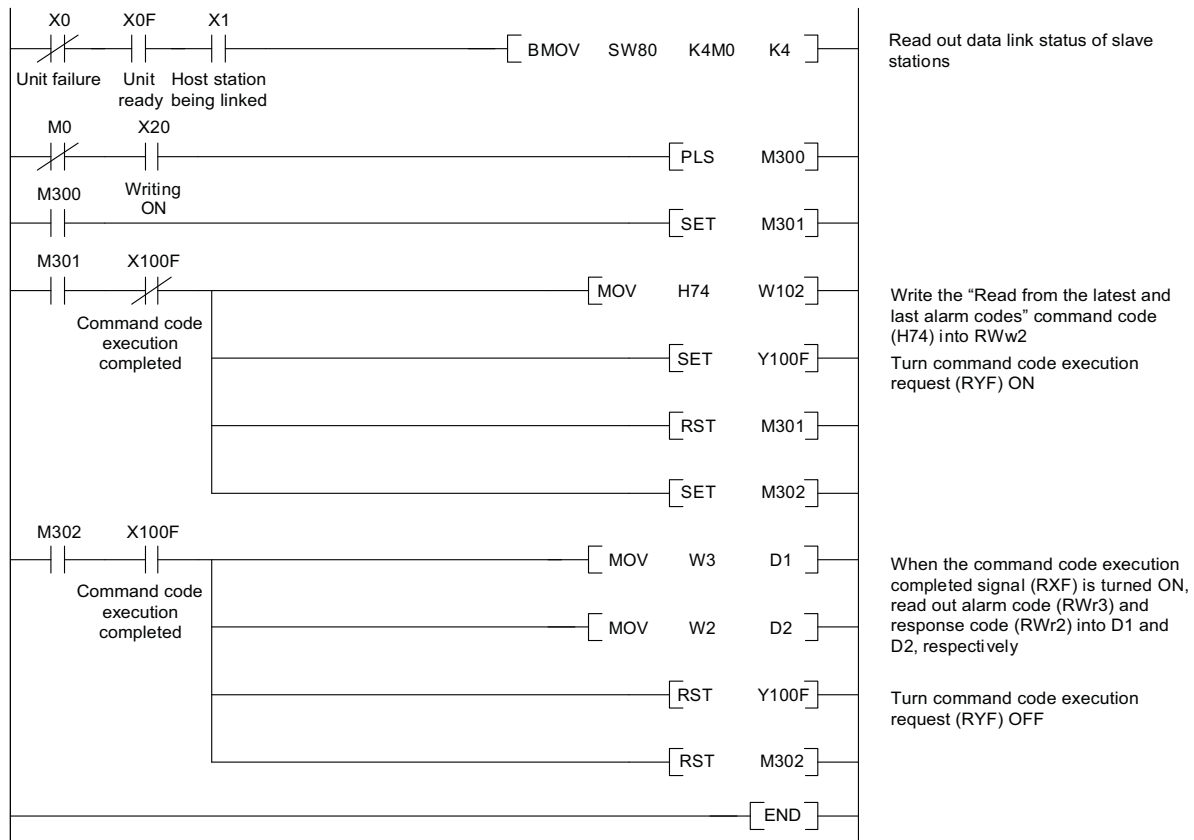 X0 X0F X1
BMOV SW80 K4M0 K4
Read out data link status of slave
stations
Unit failure Unit Host station
ready being linked
M0 X20
PLS M300
Writing
ON
M300
SET M301
M301 X100F
MOV H74 W102
Command code
execution
completed
Write the “Read from the latest and
last alarm codes” command code
(H74) into RWw2
SET Y100F
Turn command code execution
request (RYF) ON
RST M301
SET M302
M302 X100F
MOV W3 D1
Command code
execution
completed
When the command code execution
completed signal (RXF) is turned ON,
read out alarm code (RWr3) and
response code (RWr2) into D1 and
D2, respectively
MOV W2 D2
RST Y100F
Turn command code execution
request (RYF) OFF
RST M302
END